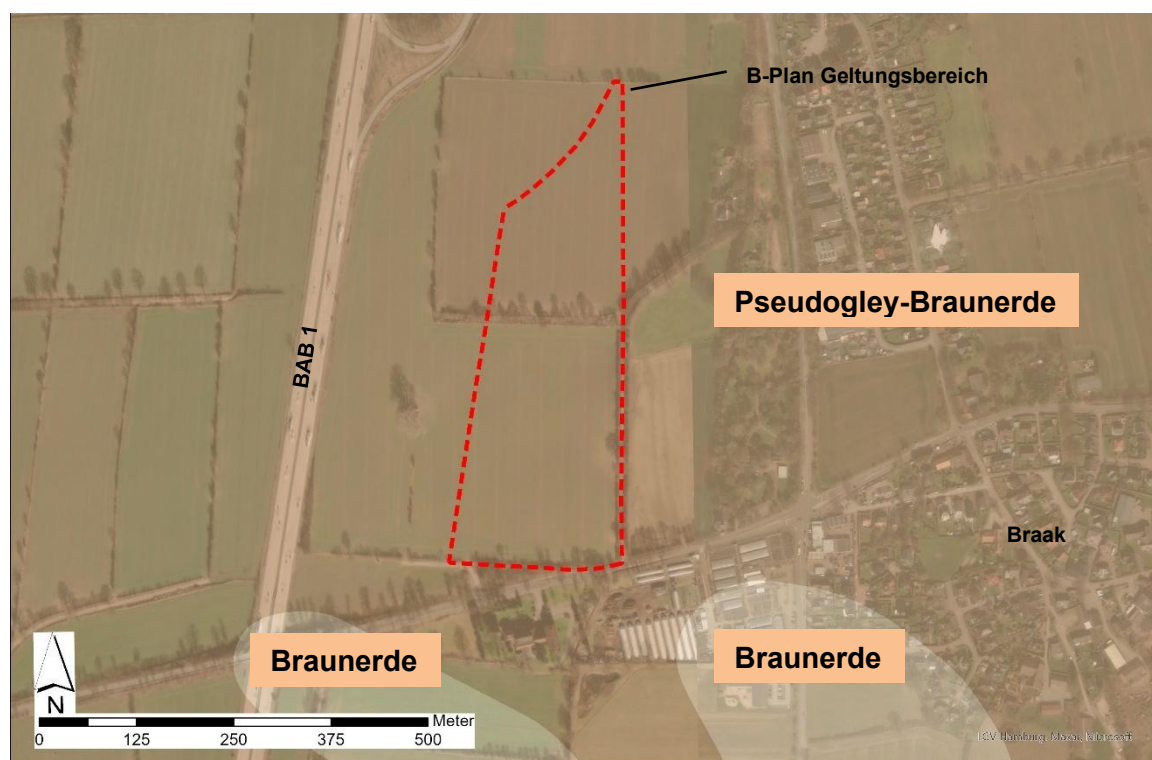 B-Plan Geltungsbereich
Pseudogley-Braunerde
BAB 1
Braak
Braunerde
Braunerde
N
Meter
0 125 250 375 500